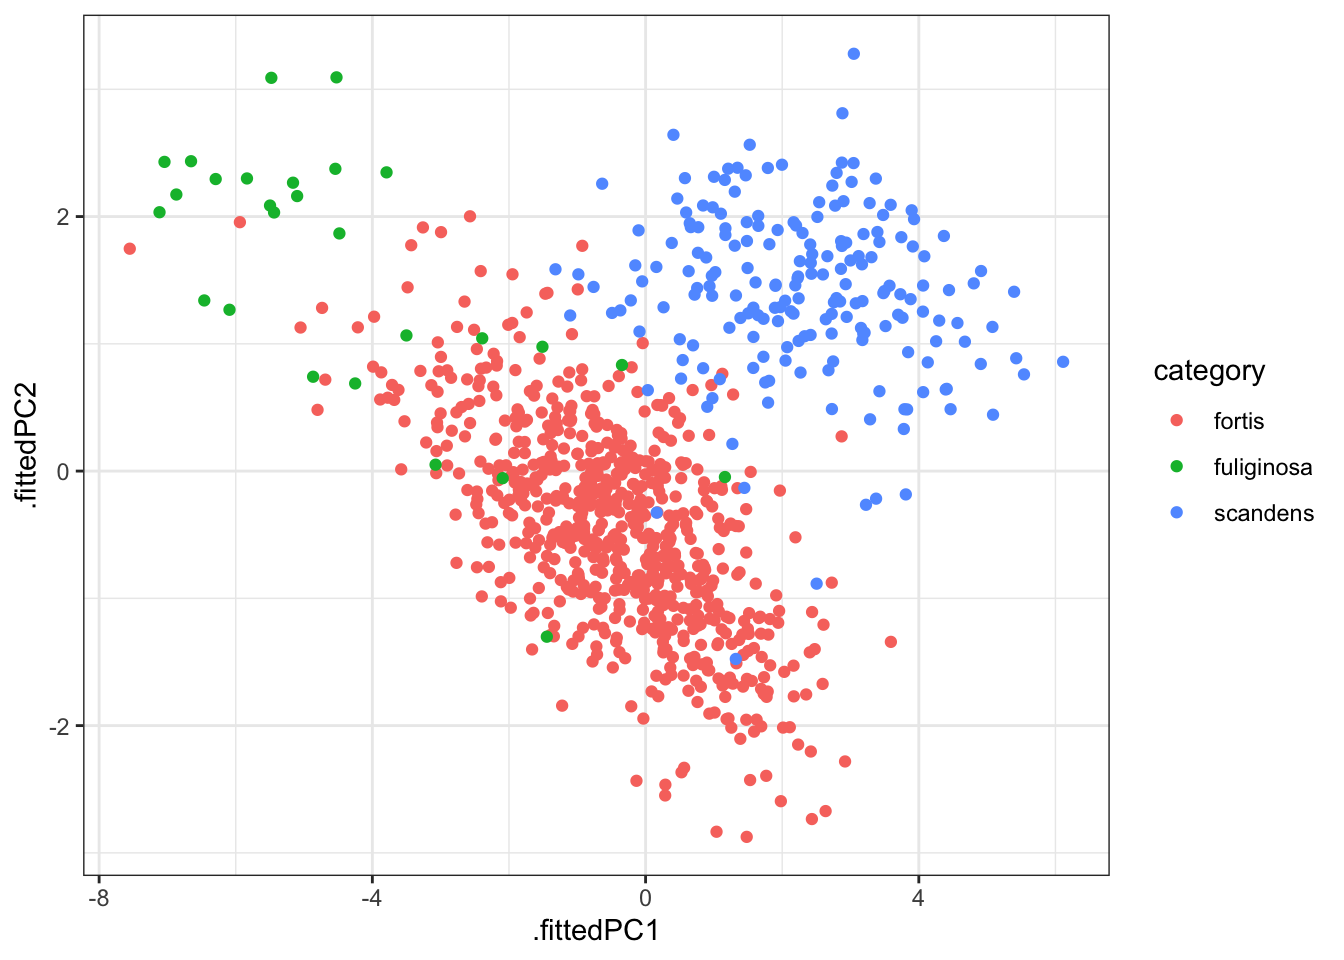 2
0
-2
-8
-4
0
4
.fittedPC1
.fittedPC2
category
fortis
fuliginosa
scandens